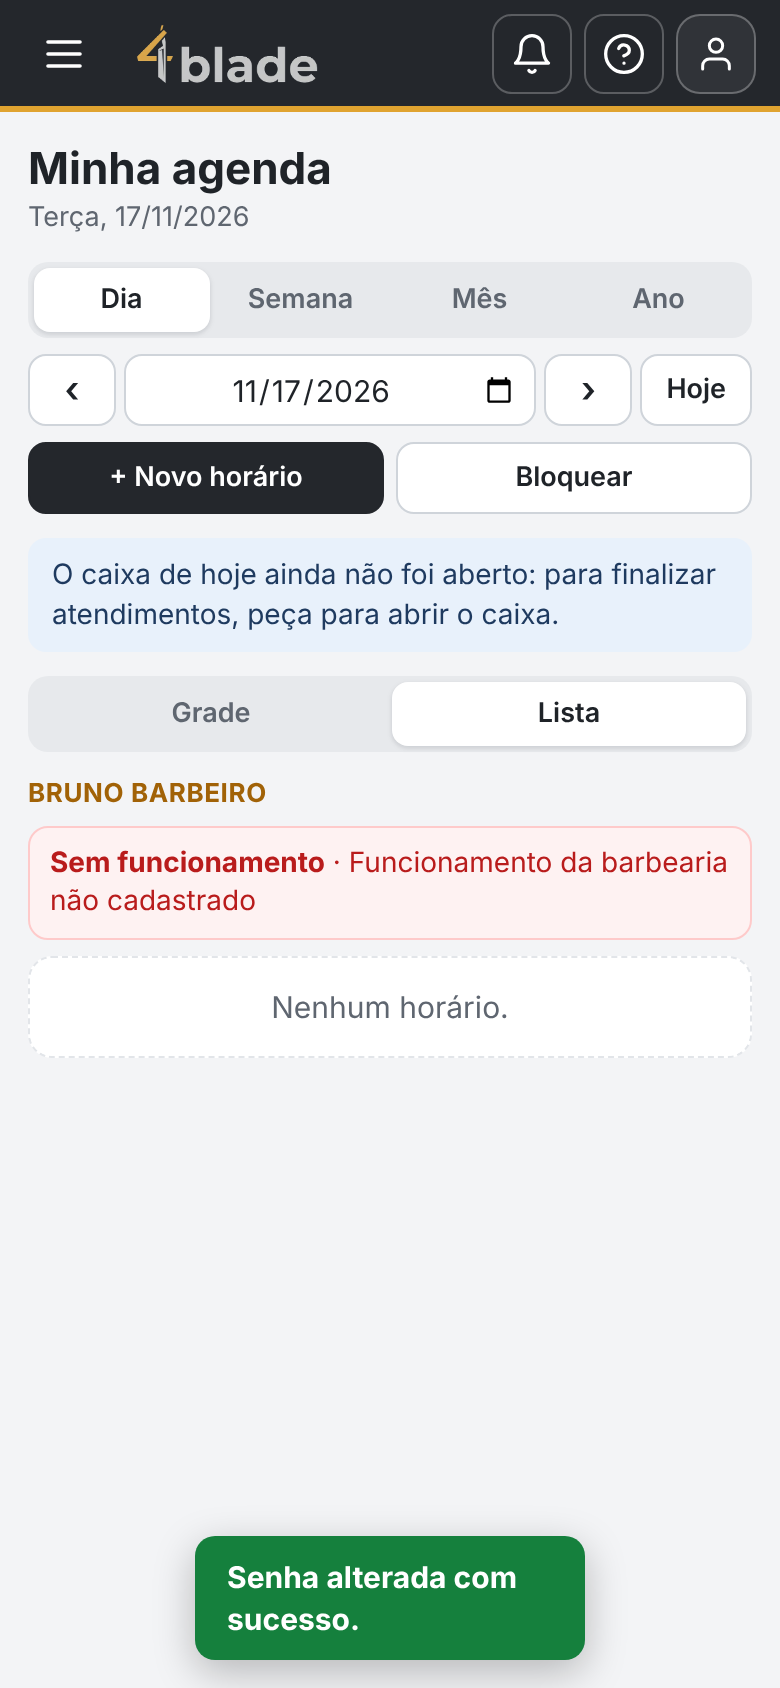 4blade
Minha agenda
Terça, 17/11/2026
Dia Semana Mês Ano
‹ 11/17/2026 › Hoje
+ Novo horário Bloquear
O caixa de hoje ainda não foi aberto: para finalizar
atendimentos, peça para abrir o caixa.
Grade Lista
BRUNO BARBEIRO
Sem funcionamento · Funcionamento da barbearia
não cadastrado
Nenhum horário.
Senha alterada com
sucesso.